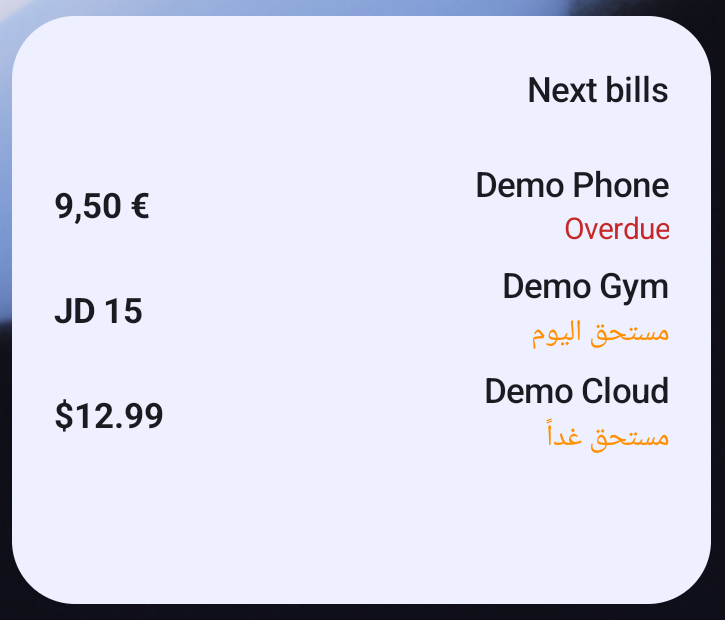 Next bills
Demo Phone
9,50 €
Overdue
Demo Gym
JD 15
مستحق اليوم
Demo Cloud
$12.99
مستحق غداً